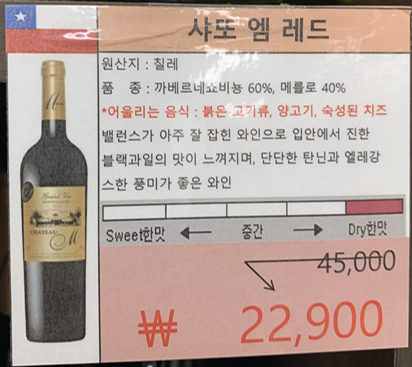 샤또 엠 레드
원산지 : 칠레
품 종 : 까베르네쇼비뇽 60%, 메를로 40%
*어울리는 음식 : 붉은 고기류, 양고기, 숙성된 치즈
밸런스가 아주 잘 잡힌 와인으로 입안에서 진한
블랙과일의 맛이 느껴지며, 단단한 탄닌과 엘레강
스한 풍미가 좋은 와인
Sweet한맛 ← 중간 → Dry한맛
45,000
₩ 22,900
Grand Vin
CHATEAU
M